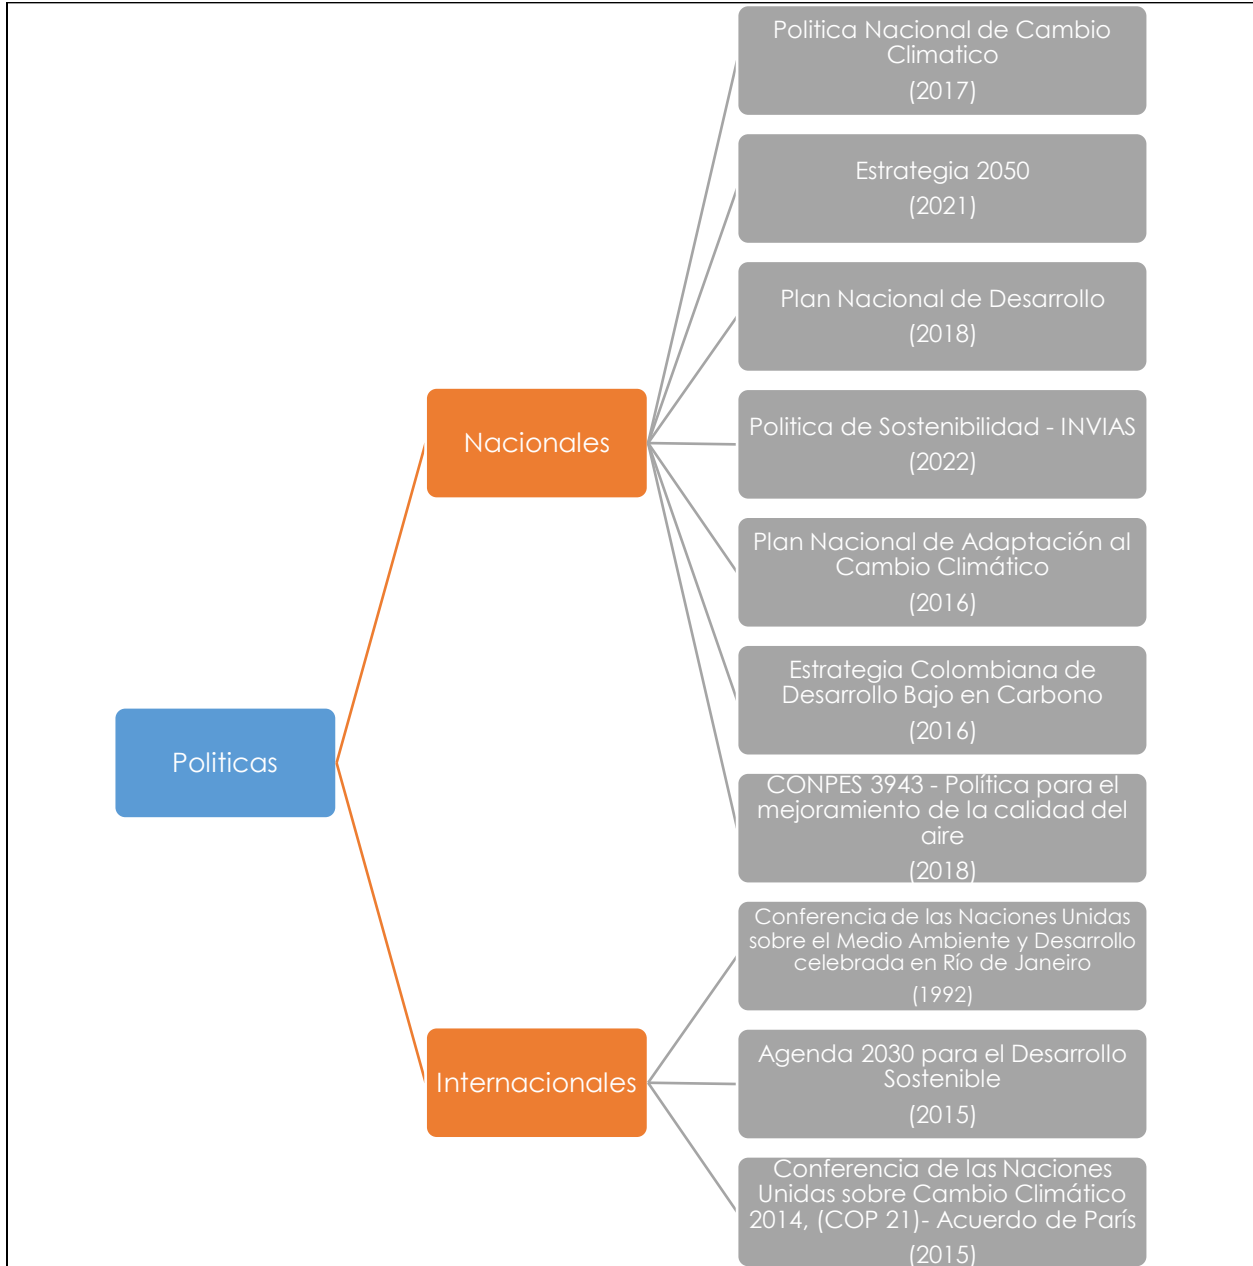 Politica Nacional de Cambio
Climatico
(2017)
Estrategia 2050
(2021)
Plan Nacional de Desarrollo
(2018)
Politica de Sostenibilidad - INVIAS
(2022)
Plan Nacional de Adaptación al
Cambio Climático
(2016)
Estrategia Colombiana de
Desarrollo Bajo en Carbono
(2016)
CONPES 3943 - Política para el
mejoramiento de la calidad del
aire
(2018)
Nacionales
Politicas
Internacionales
Conferencia de las Naciones Unidas
sobre el Medio Ambiente y Desarrollo
celebrada en Río de Janeiro
(1992)
Agenda 2030 para el Desarrollo
Sostenible
(2015)
Conferencia de las Naciones
Unidas sobre Cambio Climático
2014, (COP 21)- Acuerdo de París
(2015)